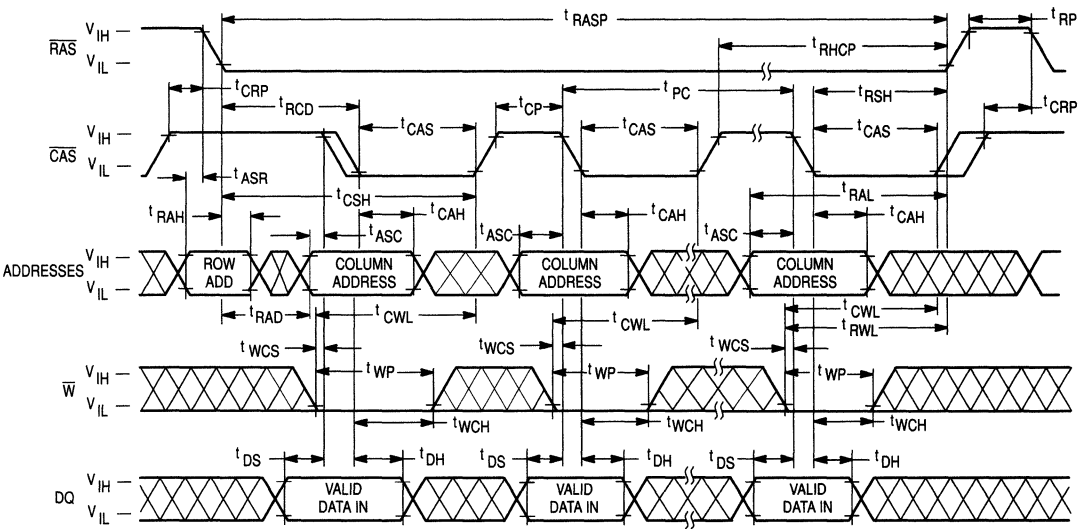 t RASP
t RP
V IH
RAS
V IL
t RHCP
t CRP
t RCD
t CP
t PC
t RSH
t CRP
V IH
CAS
V IL
t CAS
t CAS
t CAS
t ASR
t CSH
t RAL
t RAH
t CAH
t CAH
t CAH
t ASC
t ASC
t ASC
ADDRESSES
V IH
V IL
ROW ADD
COLUMN ADDRESS
COLUMN ADDRESS
COLUMN ADDRESS
t RAD
t CWL
t CWL
t CWL
t RWL
t WCS
t WCS
t WCS
V IH
W
V IL
t WP
t WP
t WP
t WCH
t WCH
t WCH
t DS
t DH
t DS
t DH
t DS
t DH
V IH
DQ
V IL
VALID DATA IN
VALID DATA IN
VALID DATA IN